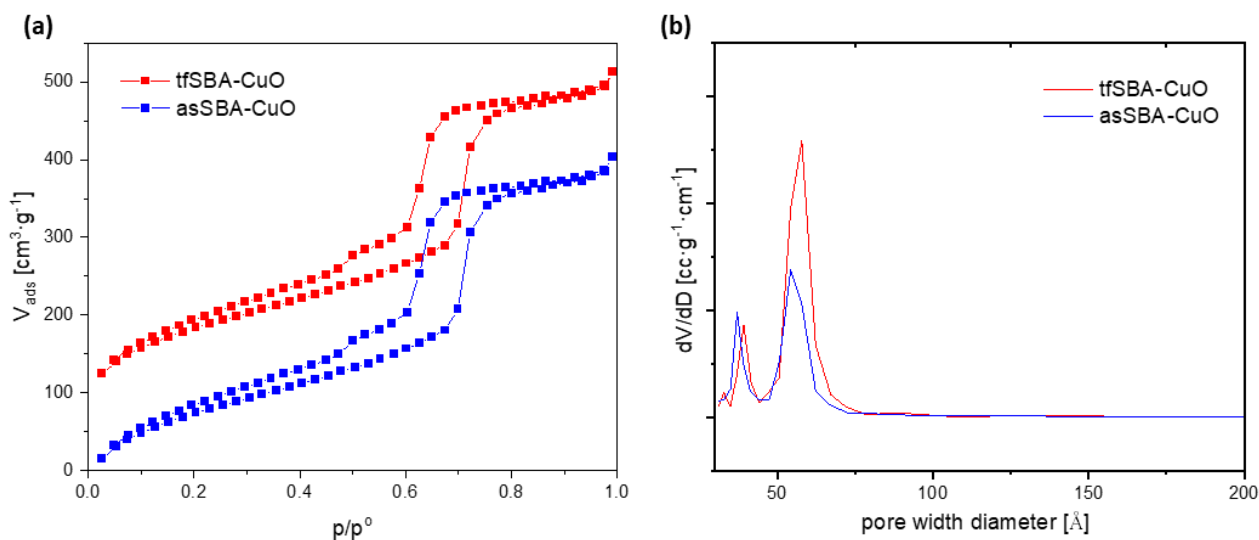 (a)
tfSBA-CuO
asSBA-CuO
500
400
300
200
100
0
V_ads [cm³·g⁻¹]
0.0 0.2 0.4 0.6 0.8 1.0
p/p⁰
(b)
tfSBA-CuO
asSBA-CuO
dV/dD [cc·g⁻¹·cm⁻¹]
50 100 150 200
pore width diameter [Å]